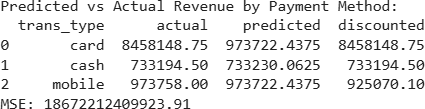 Predicted vs Actual Revenue by Payment Method:
  trans_type      actual    predicted  discounted
0       card  8458148.75  973722.4375  8458148.75
1       cash   733194.50  733230.0625   733194.50
2     mobile   973758.00  973722.4375   925070.10
MSE: 18672212409923.91